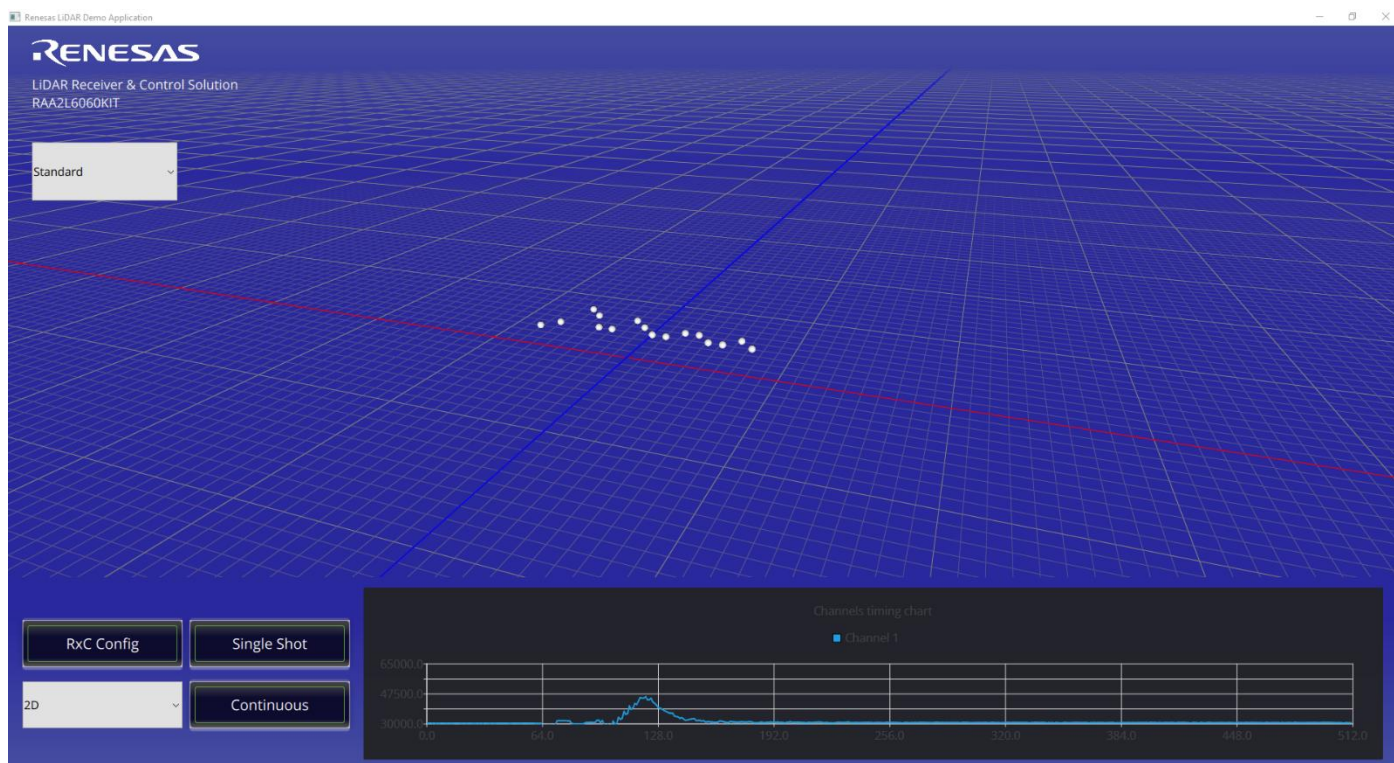 Renesas LiDAR Demo Application
RENESAS
LiDAR Receiver & Control Solution
RAA2L6060KIT
Standard
RxC Config
Single Shot
2D
Continuous
Channels timing chart
Channel 1
65000.0
47500.0
30000.0
0.0 64.0 128.0 192.0 256.0 320.0 384.0 448.0 512.0